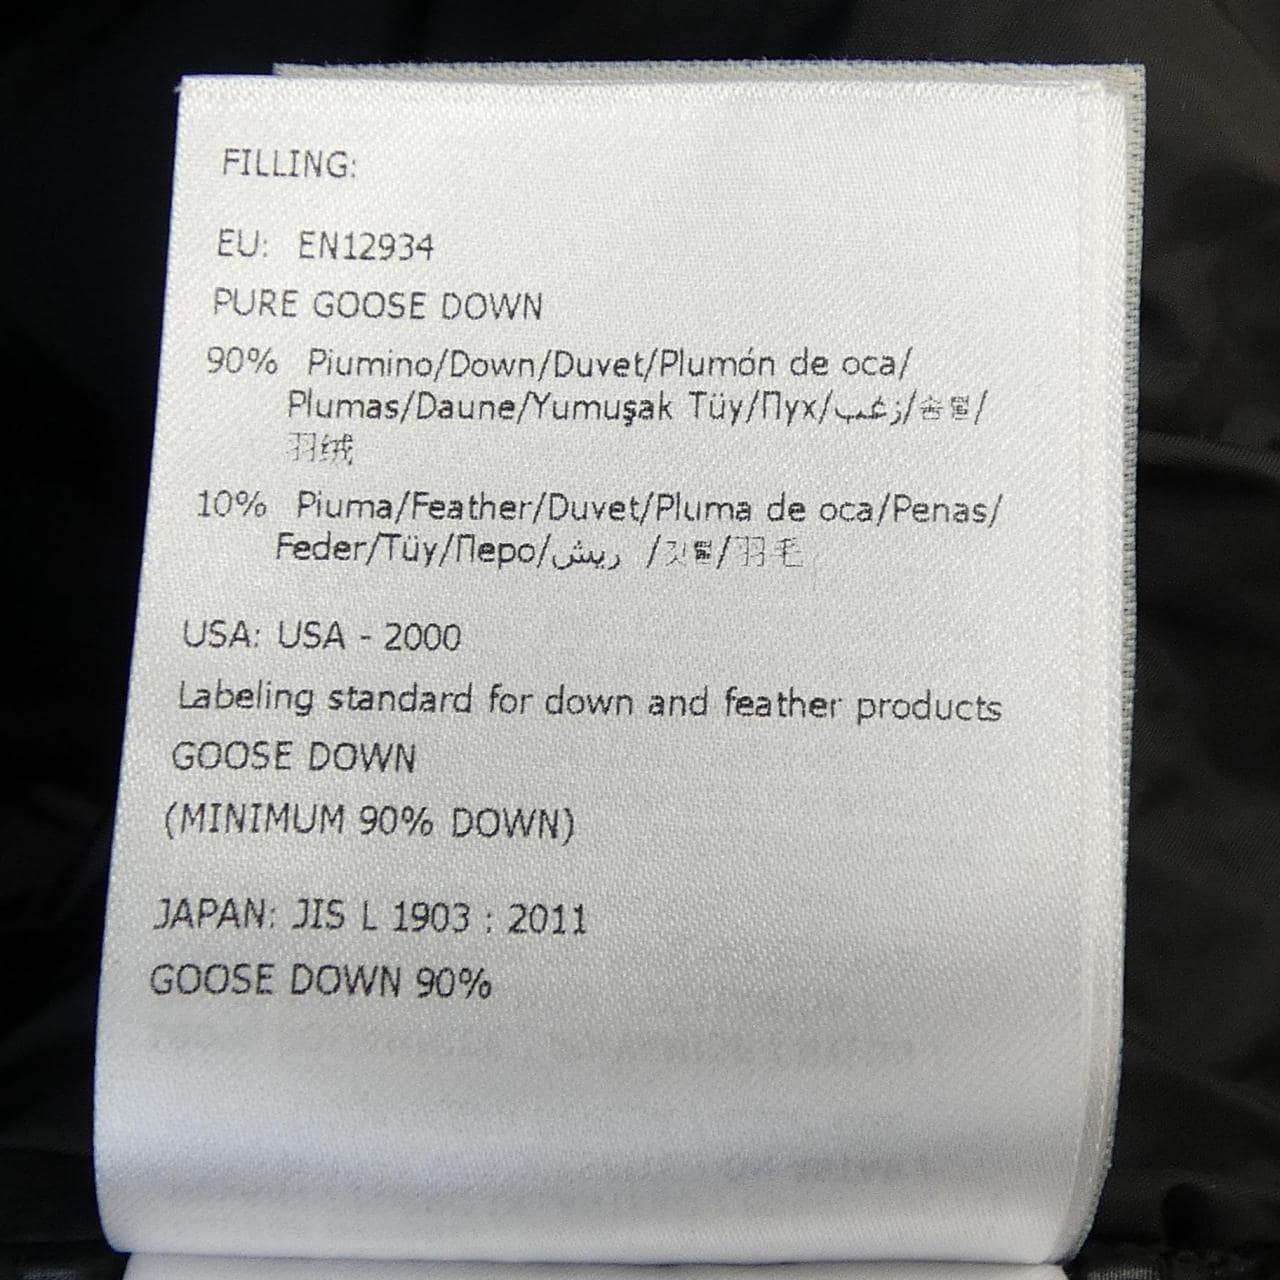 FILLING:
EU: EN12934
PURE GOOSE DOWN
90% Piumino/Down/Duvet/Plumón de oca/
Plumas/Daune/Yumuşak Tüy/Пух/زغب/솜털/
羽绒
10% Piuma/Feather/Duvet/Pluma de oca/Penas/
Feder/Tüy/Перо/ريش /깃털/羽毛
USA: USA - 2000
Labeling standard for down and feather products
GOOSE DOWN
(MINIMUM 90% DOWN)
JAPAN: JIS L 1903 : 2011
GOOSE DOWN 90%